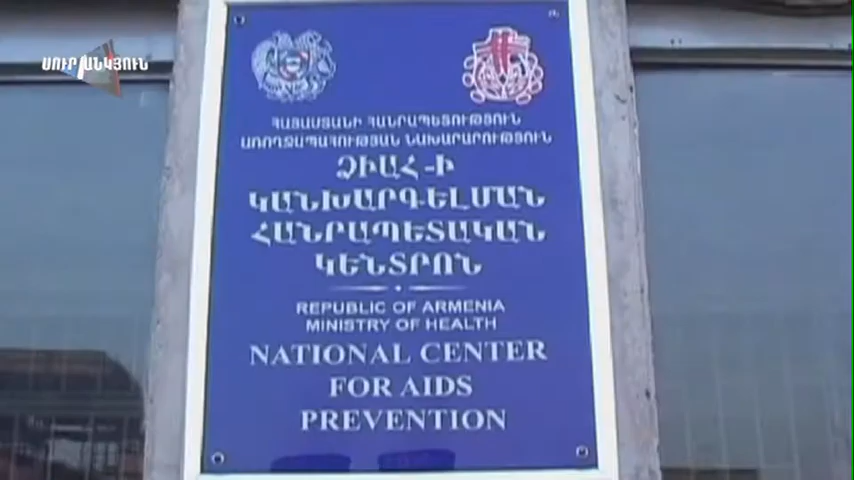 ՍՈՒՐ ԱՆԿՅՈՒՆ
ՀԱՅԱՍՏԱՆԻ ՀԱՆՐԱՊԵՏՈՒԹՅՈՒՆ
ԱՌՈՂՋԱՊԱՀՈՒԹՅԱՆ ՆԱԽԱՐԱՐՈՒԹՅՈՒՆ
ՁԻԱՀ-Ի
ԿԱՆԽԱՐԳԵԼՄԱՆ
ՀԱՆՐԱՊԵՏԱԿԱՆ
ԿԵՆՏՐՈՆ
REPUBLIC OF ARMENIA
MINISTRY OF HEALTH
NATIONAL CENTER
FOR AIDS
PREVENTION